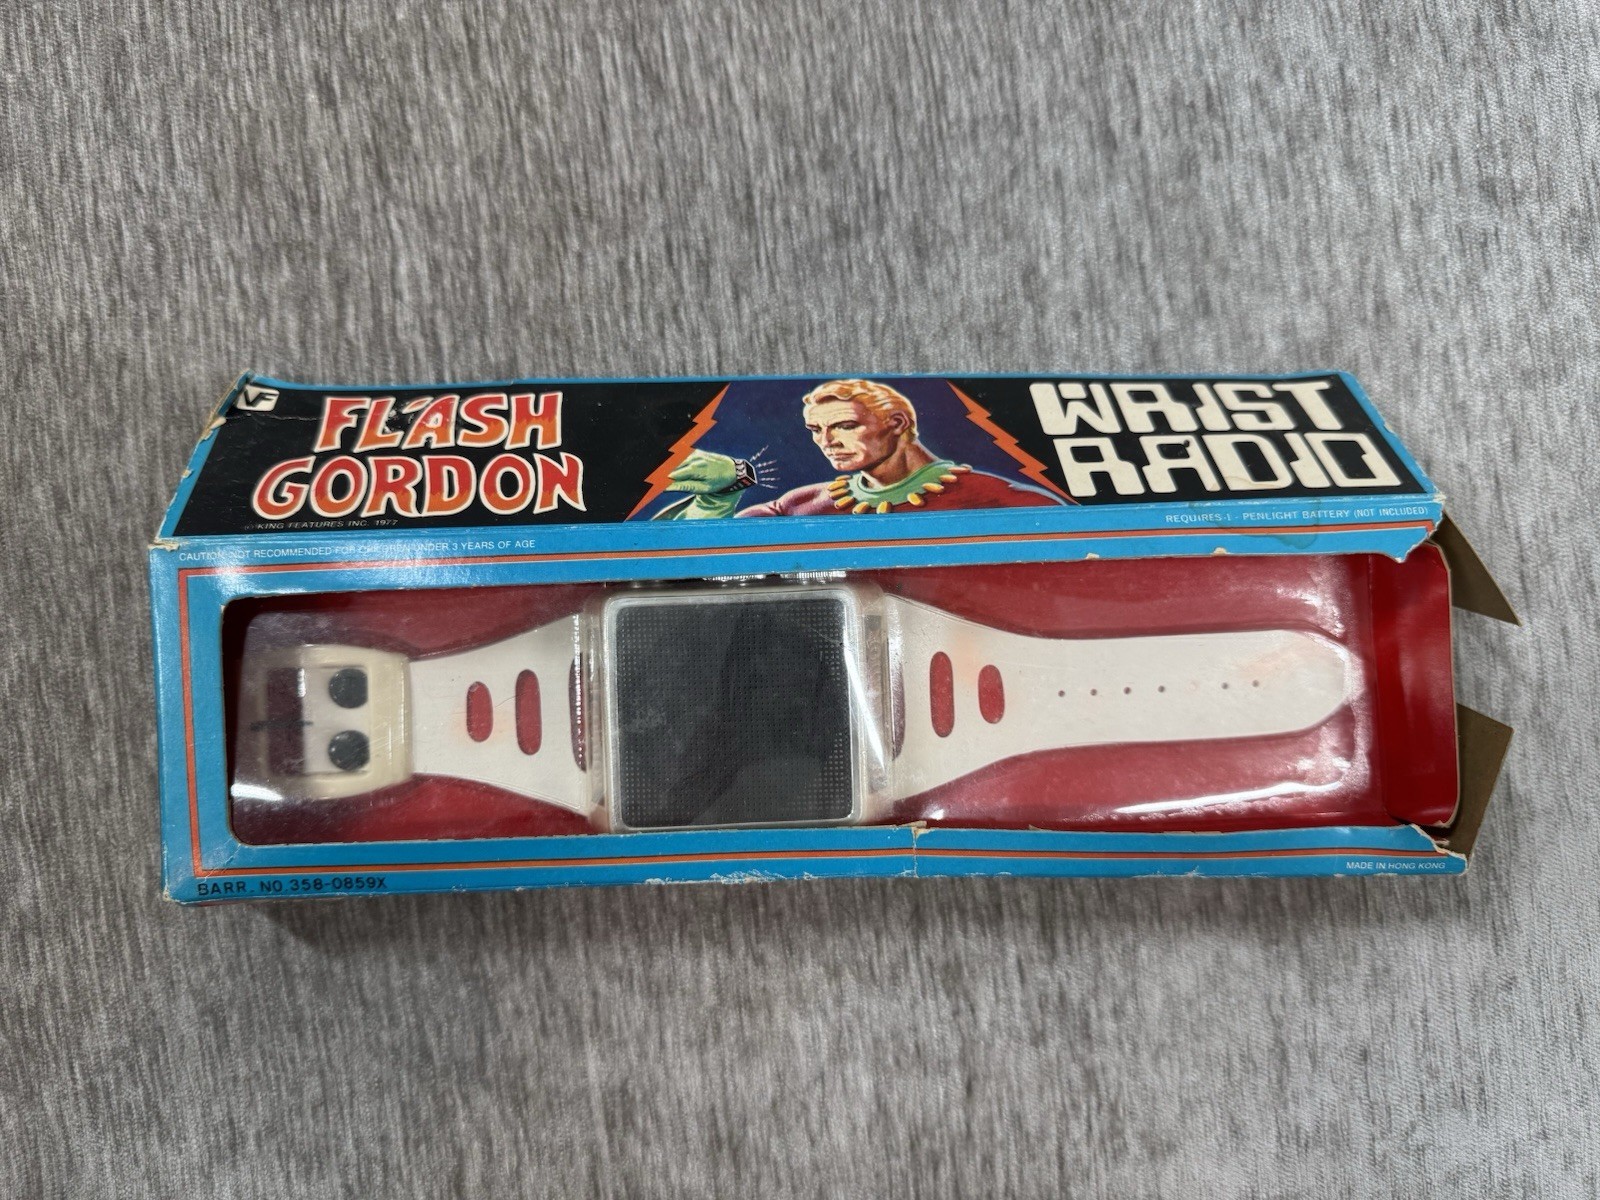 VF
FLASH
GORDON
WRIST
RADIO
KING FEATURES INC. 1977
REQUIRES-1 - PENLIGHT BATTERY (NOT INCLUDED)
CAUTION: NOT RECOMMENDED FOR CHILDREN UNDER 3 YEARS OF AGE
BARR. NO. 358-0859X
MADE IN HONG KONG